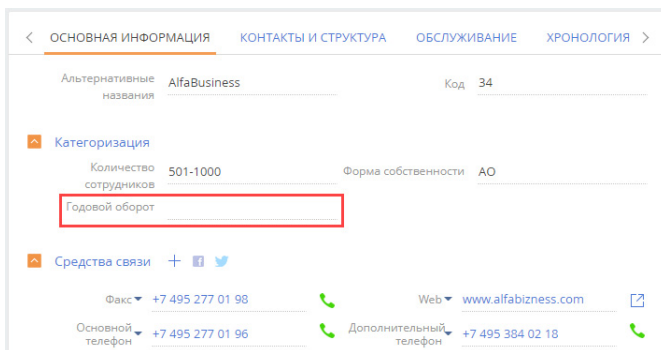 ОСНОВНАЯ ИНФОРМАЦИЯ КОНТАКТЫ И СТРУКТУРА ОБСЛУЖИВАНИЕ ХРОНОЛОГИЯ
Альтернативные названия AlfaBusiness Код 34
Категоризация
Количество сотрудников 501-1000 Форма собственности АО
Годовой оборот
Средства связи
Факс +7 495 277 01 98 Web www.alfabizness.com
Основной телефон +7 495 277 01 96 Дополнительный телефон +7 495 384 02 18